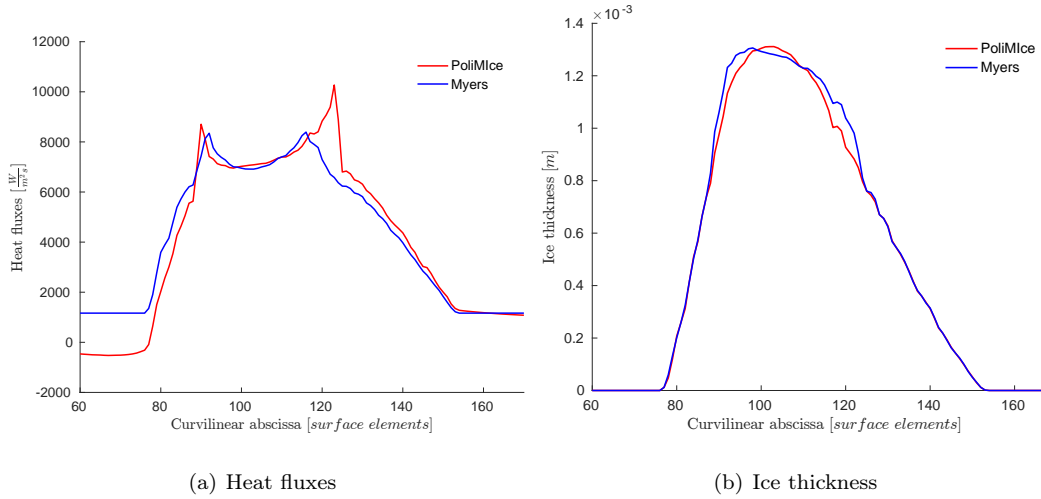 12000
10000
8000
6000
4000
2000
0
-2000
Heat fluxes [W/m²s]
PoliMIce
Myers
60 80 100 120 140 160
Curvilinear abscissa [surface elements]
(a) Heat fluxes
×10⁻³
1.4
1.2
1
0.8
0.6
0.4
0.2
0
Ice thickness [m]
PoliMIce
Myers
60 80 100 120 140 160
Curvilinear abscissa [surface elements]
(b) Ice thickness